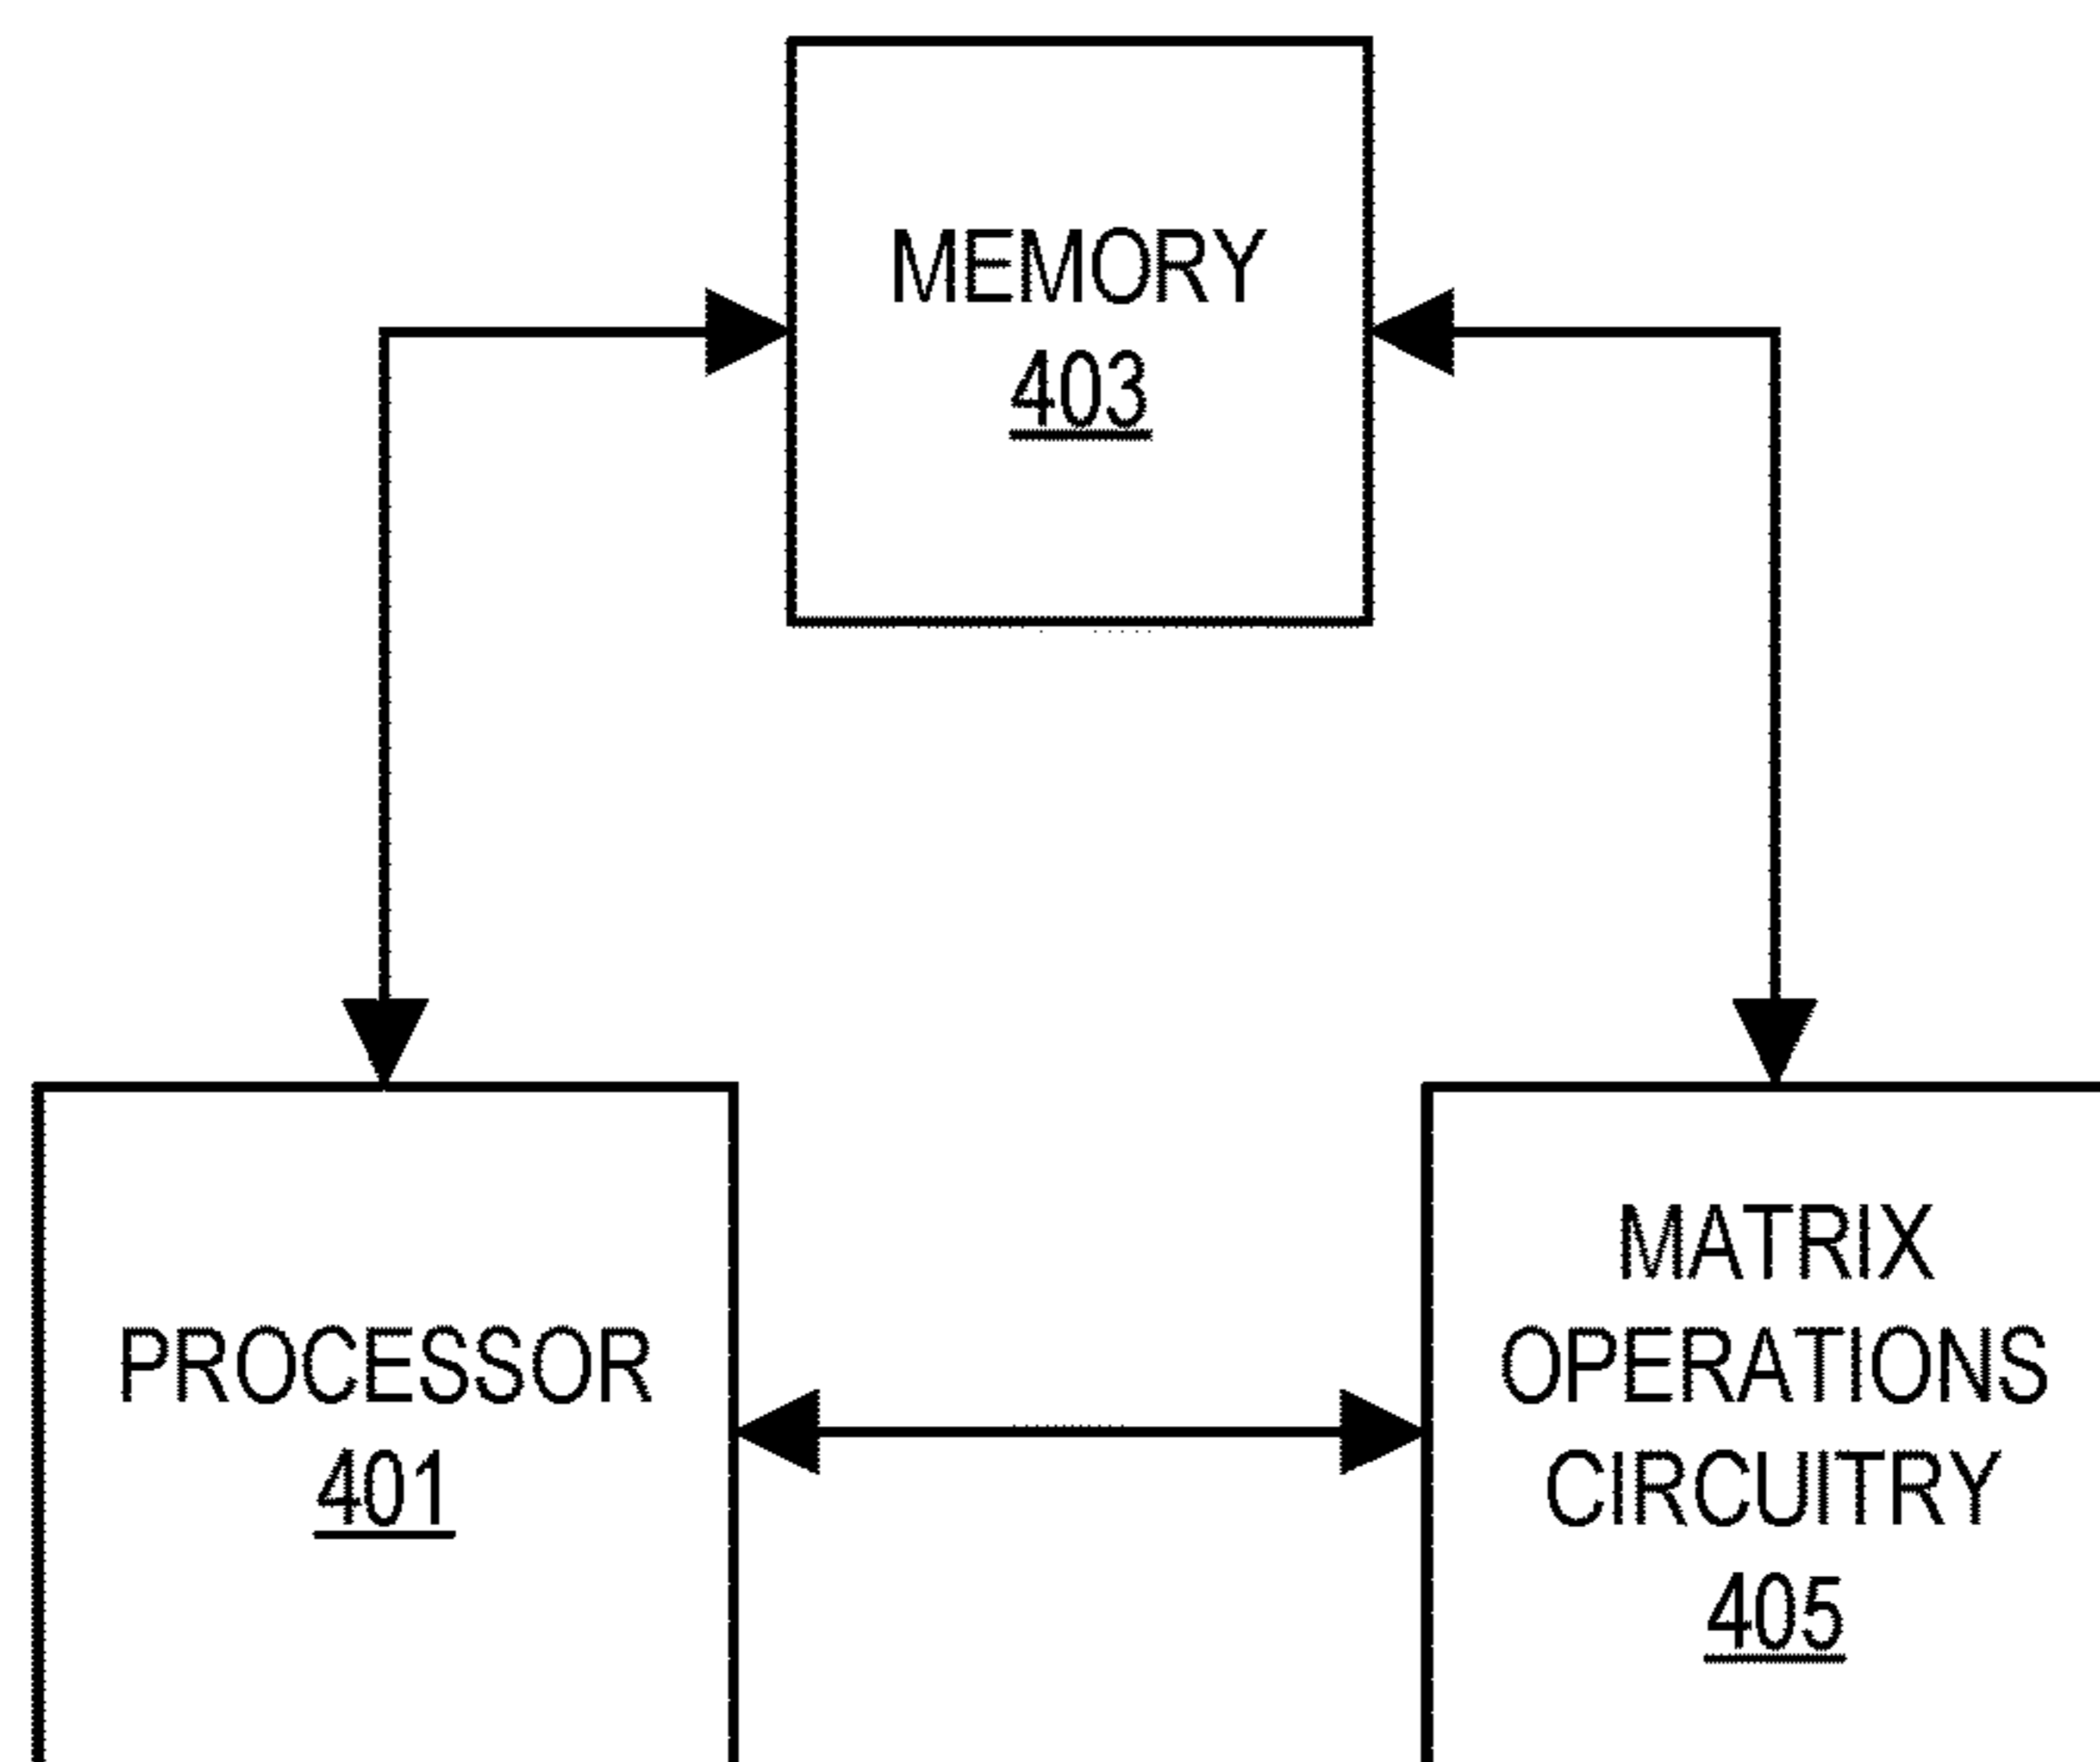 MEMORY
403
PROCESSOR
401
MATRIX
OPERATIONS
CIRCUITRY
405